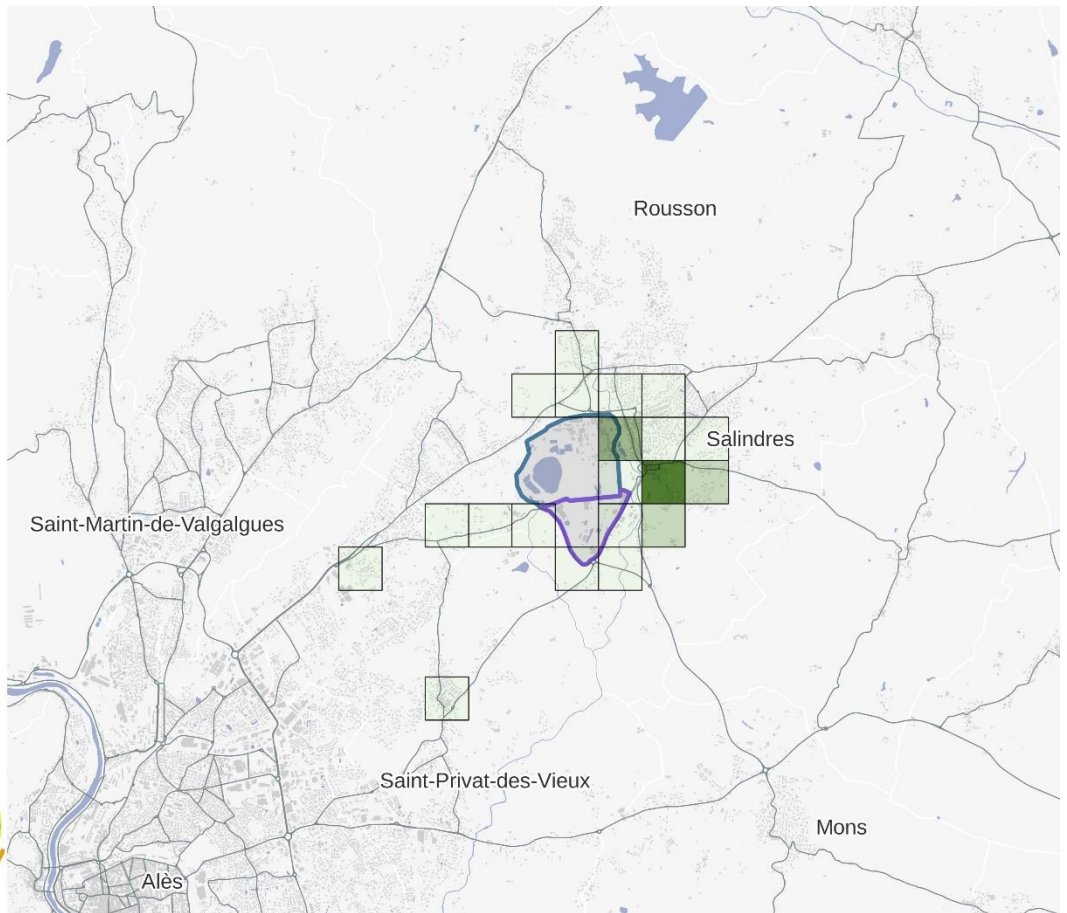 Rousson
Salindres
Saint-Martin-de-Valgalgues
Saint-Privat-des-Vieux
Mons
Alès